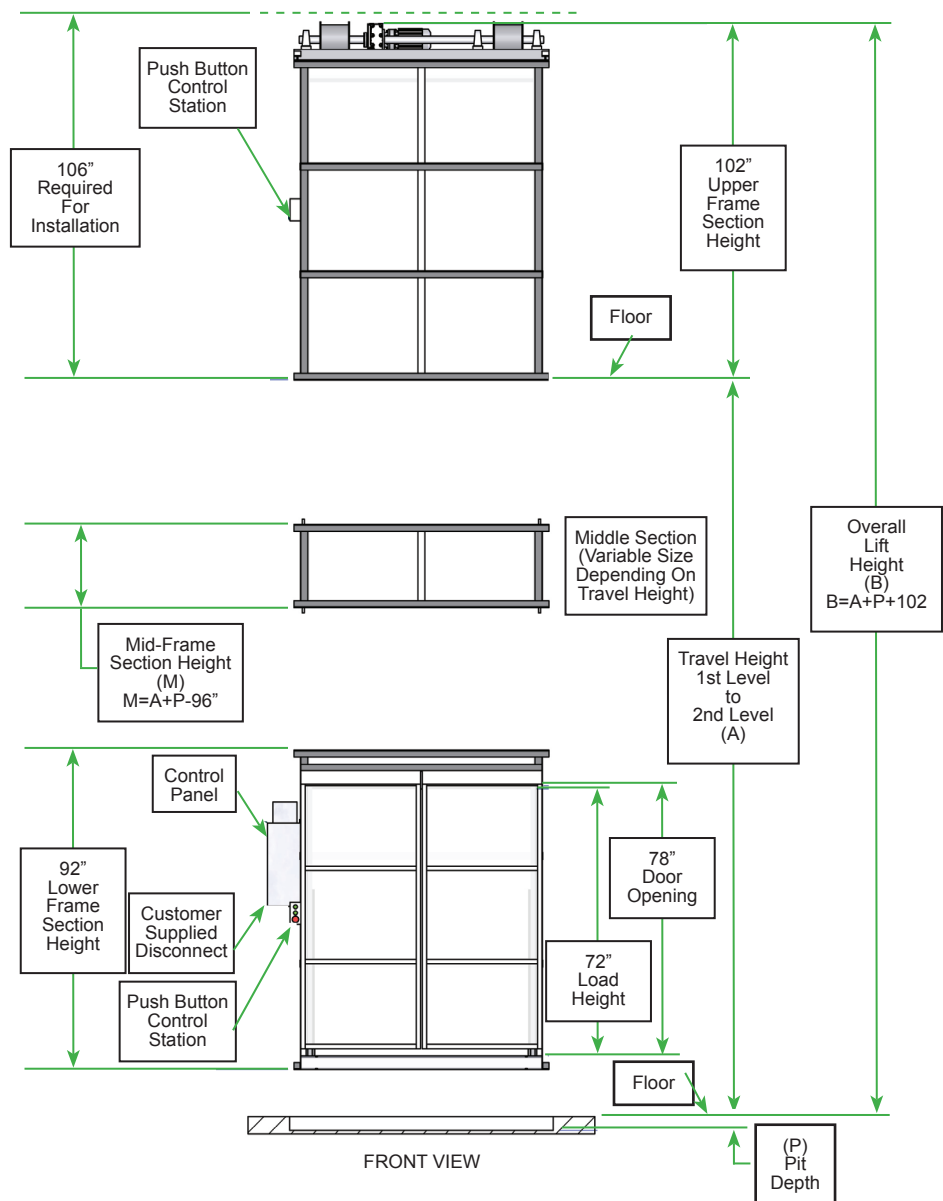 Push Button
Control
Station
106”
Required
For
Installation
102”
Upper
Frame
Section
Height
Floor
Middle Section
(Variable Size
Depending On
Travel Height)
Overall
Lift
Height
(B)
B=A+P+102
Mid-Frame
Section Height
(M)
M=A+P-96”
Travel Height
1st Level
to
2nd Level
(A)
Control
Panel
92”
Lower
Frame
Section
Height
Customer
Supplied
Disconnect
Push Button
Control
Station
78”
Door
Opening
72”
Load
Height
Floor
(P)
Pit
Depth
FRONT VIEW